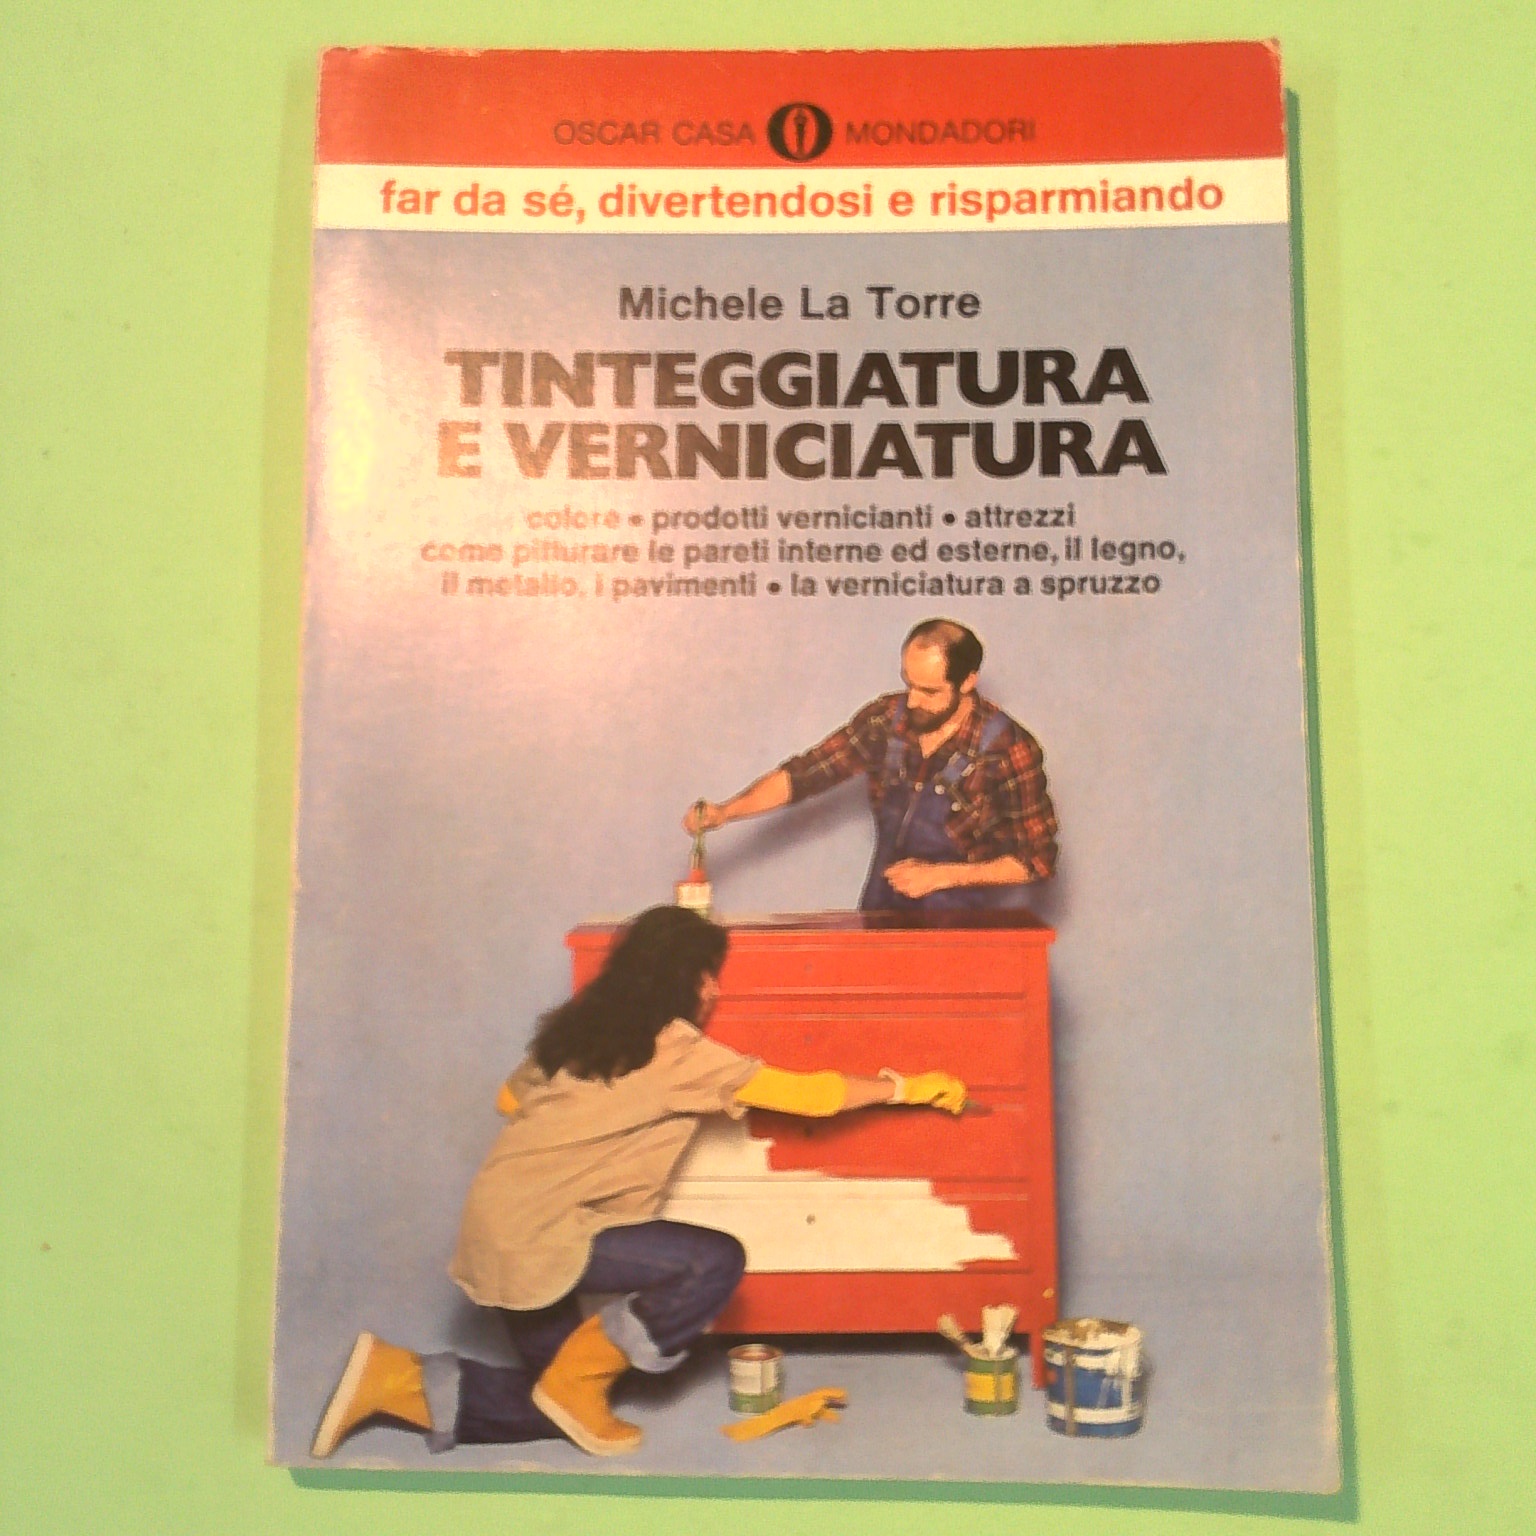 OSCAR CASA MONDADORI
far da sé, divertendosi e risparmiando
Michele La Torre
TINTEGGIATURA
E VERNICIATURA
colore • prodotti vernicianti • attrezzi
come pitturare le pareti interne ed esterne, il legno,
il metallo, i pavimenti • la verniciatura a spruzzo